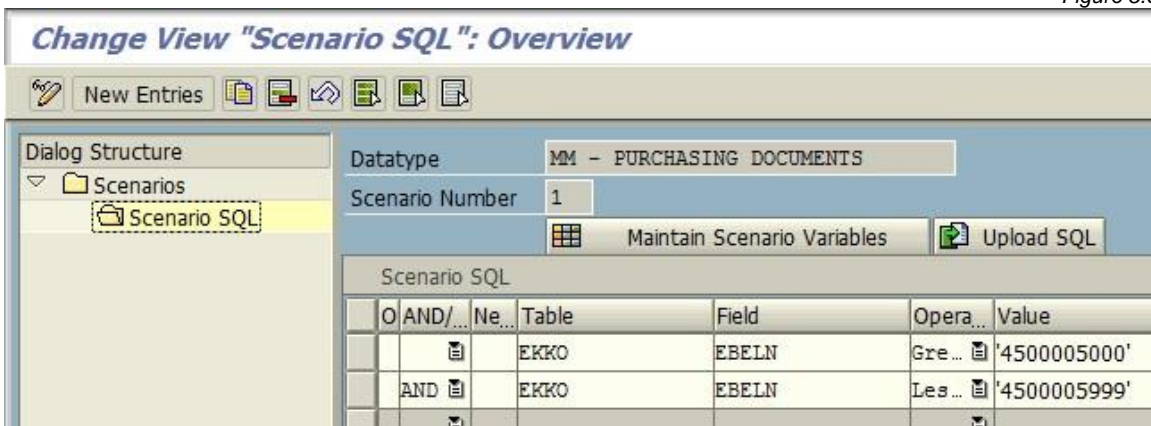 Change View "Scenario SQL": Overview
New Entries
Dialog Structure
Scenarios
Scenario SQL
Datatype MM - PURCHASING DOCUMENTS
Scenario Number 1
Maintain Scenario Variables Upload SQL
Scenario SQL
O AND/... Ne... Table Field Opera... Value
EKKO EBELN Gre... '4500005000'
AND EKKO EBELN Les... '4500005999'